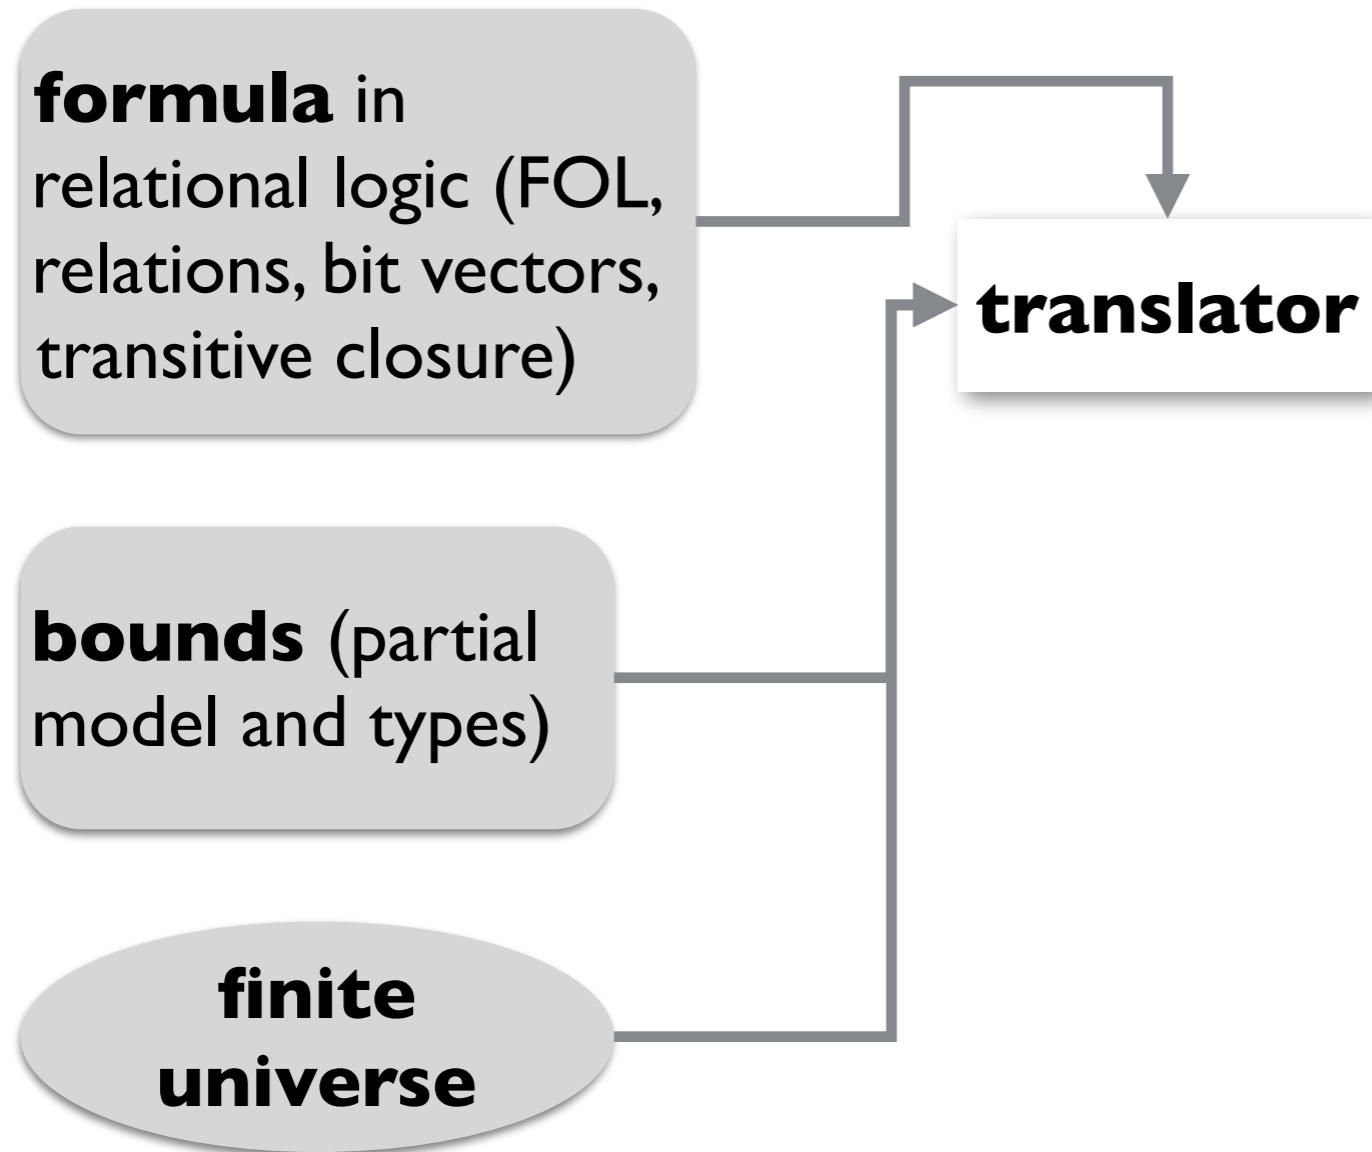 formula in
relational logic (FOL,
relations, bit vectors,
transitive closure)
translator
bounds (partial
model and types)
finite
universe